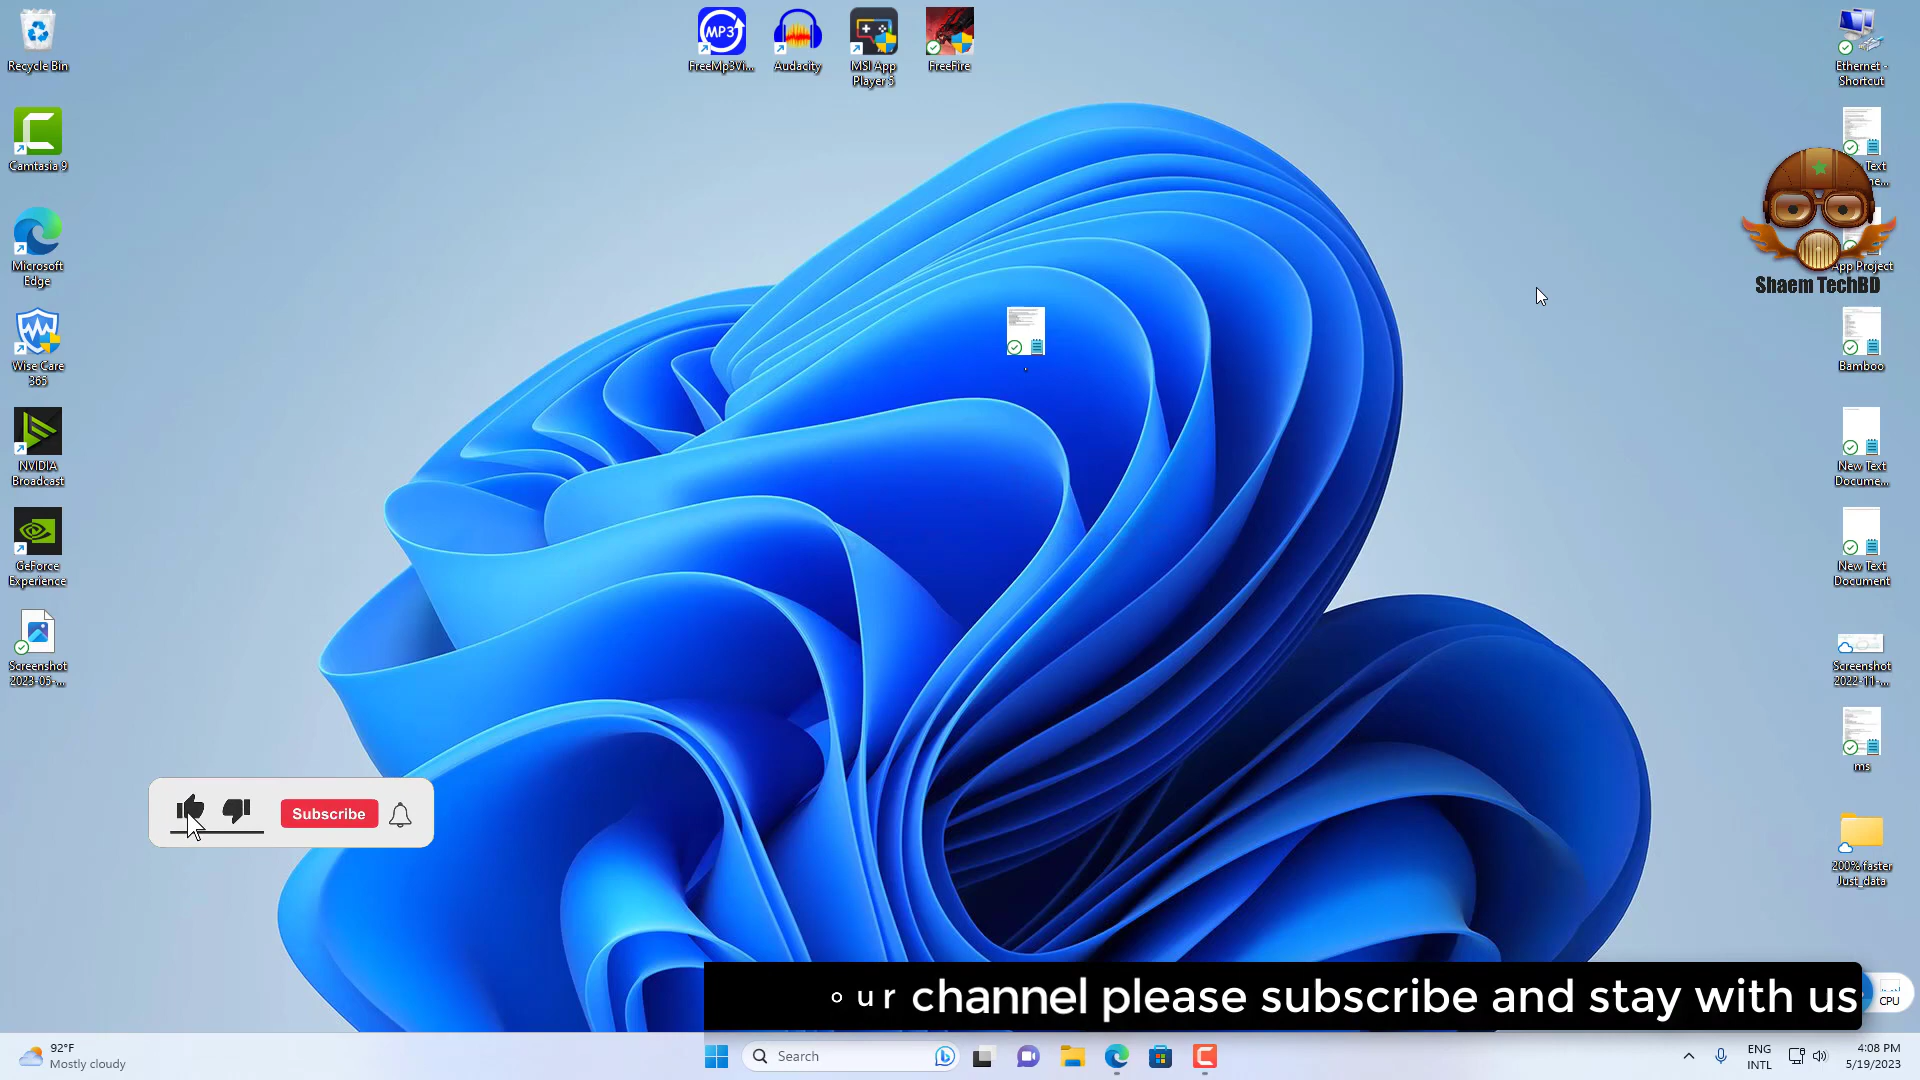 Recycle Bin
Camtasia 9
Microsoft
Edge
Wise Care
365
NVIDIA
Broadcast
GeForce
Experience
Screenshot
2023-05-...
FreeMp3Vi...
MP3
Audacity
MSI App
Player 5
FreeFire
Ethernet -
Shortcut
Text
App Project
Shaem TechBD
Bamboo
New Text
Docume...
New Text
Document
Screenshot
2022-11-...
ms
200% faster
Just_data
Subscribe
our channel please subscribe and stay with us
CPU
92°F
Mostly cloudy
Search
ENG
INTL
4:08 PM
5/19/2023